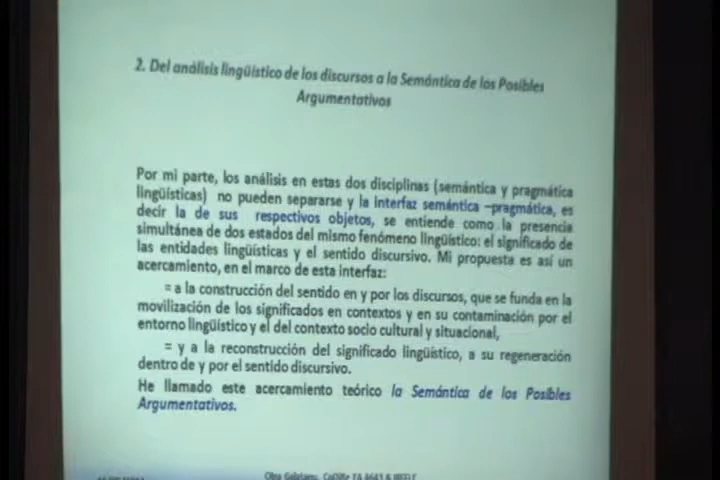 2. Del análisis lingüístico de los discursos a la Semántica de los Posibles
Argumentativos
Por mi parte, los análisis en estas dos disciplinas (semántica y pragmática
lingüísticas) no pueden separarse y la interfaz semántica –pragmática, es
decir la de sus respectivos objetos, se entiende como la presencia
simultánea de dos estados del mismo fenómeno lingüístico: el significado de
las entidades lingüísticas y el sentido discursivo. Mi propuesta es así un
acercamiento, en el marco de esta interfaz:
= a la construcción del sentido en y por los discursos, que se funda en la
movilización de los significados en contextos y en su contaminación por el
entorno lingüístico y el del contexto socio cultural y situacional,
= y a la reconstrucción del significado lingüístico, a su regeneración
dentro de y por el sentido discursivo.
He llamado este acercamiento teórico la Semántica de los Posibles
Argumentativos.